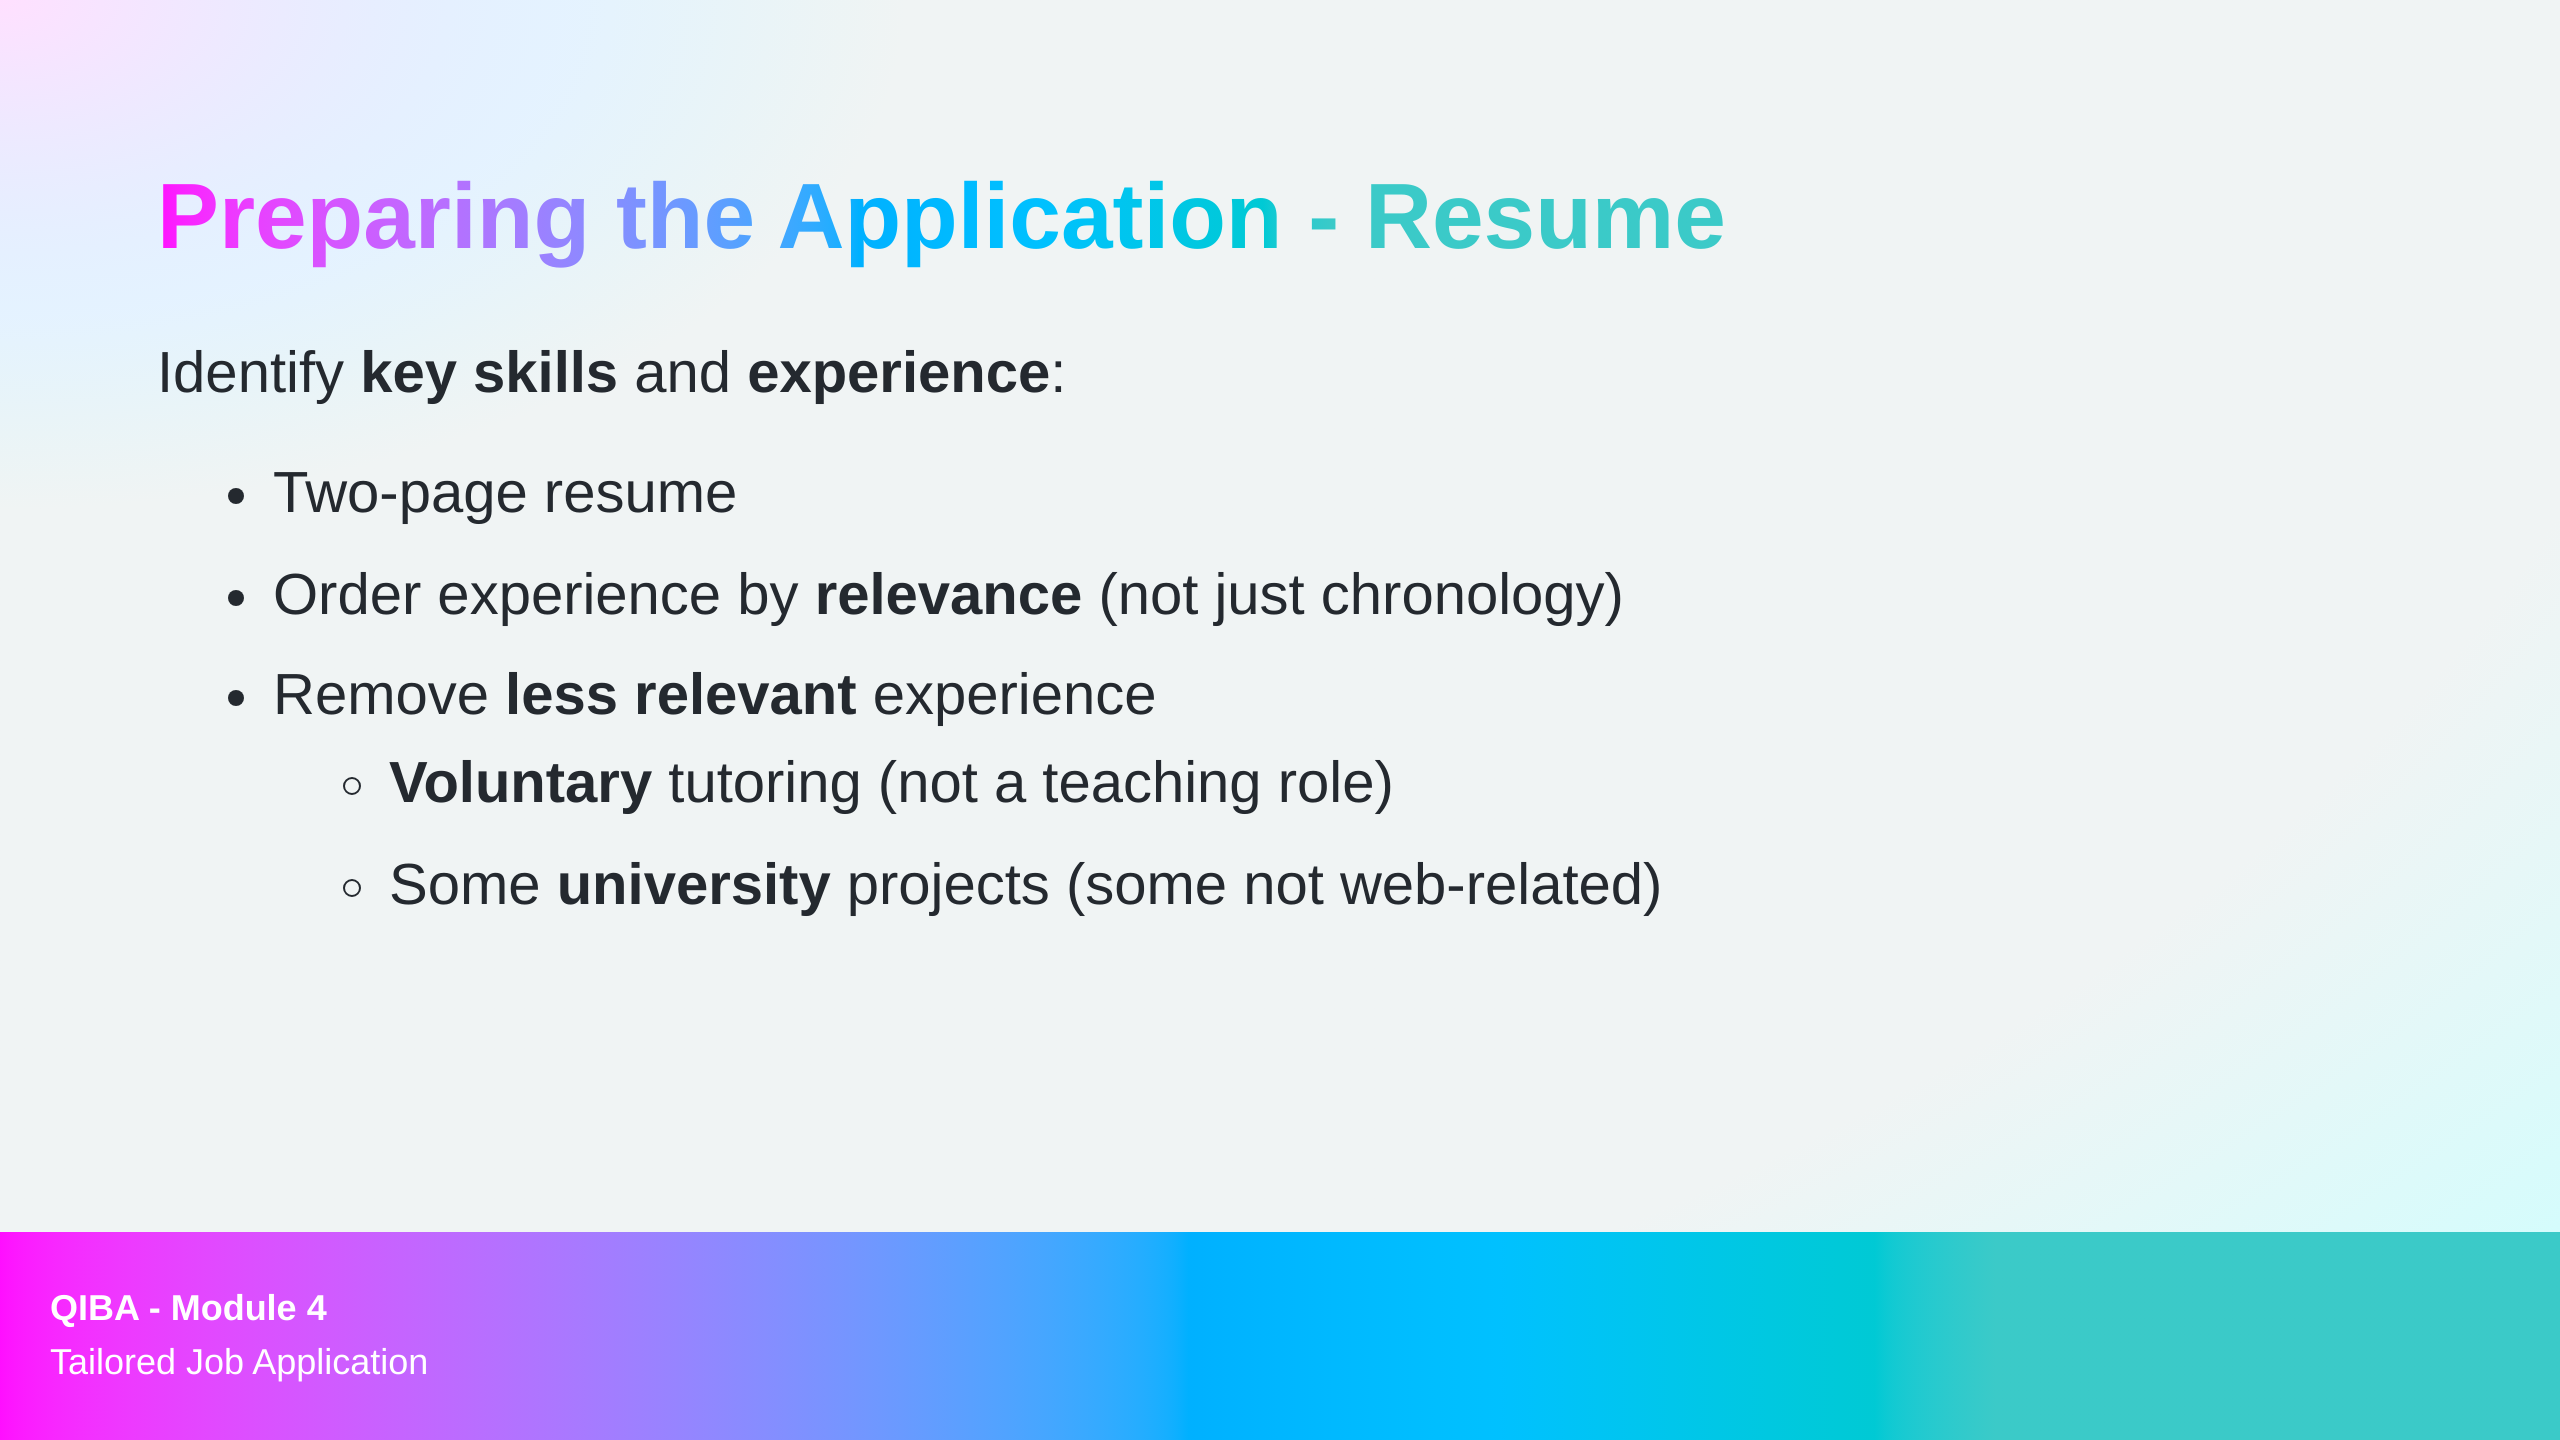 Preparing the Application - Resume
Identify key skills and experience:
• Two-page resume
• Order experience by relevance (not just chronology)
• Remove less relevant experience
◦ Voluntary tutoring (not a teaching role)
◦ Some university projects (some not web-related)
QIBA - Module 4
Tailored Job Application